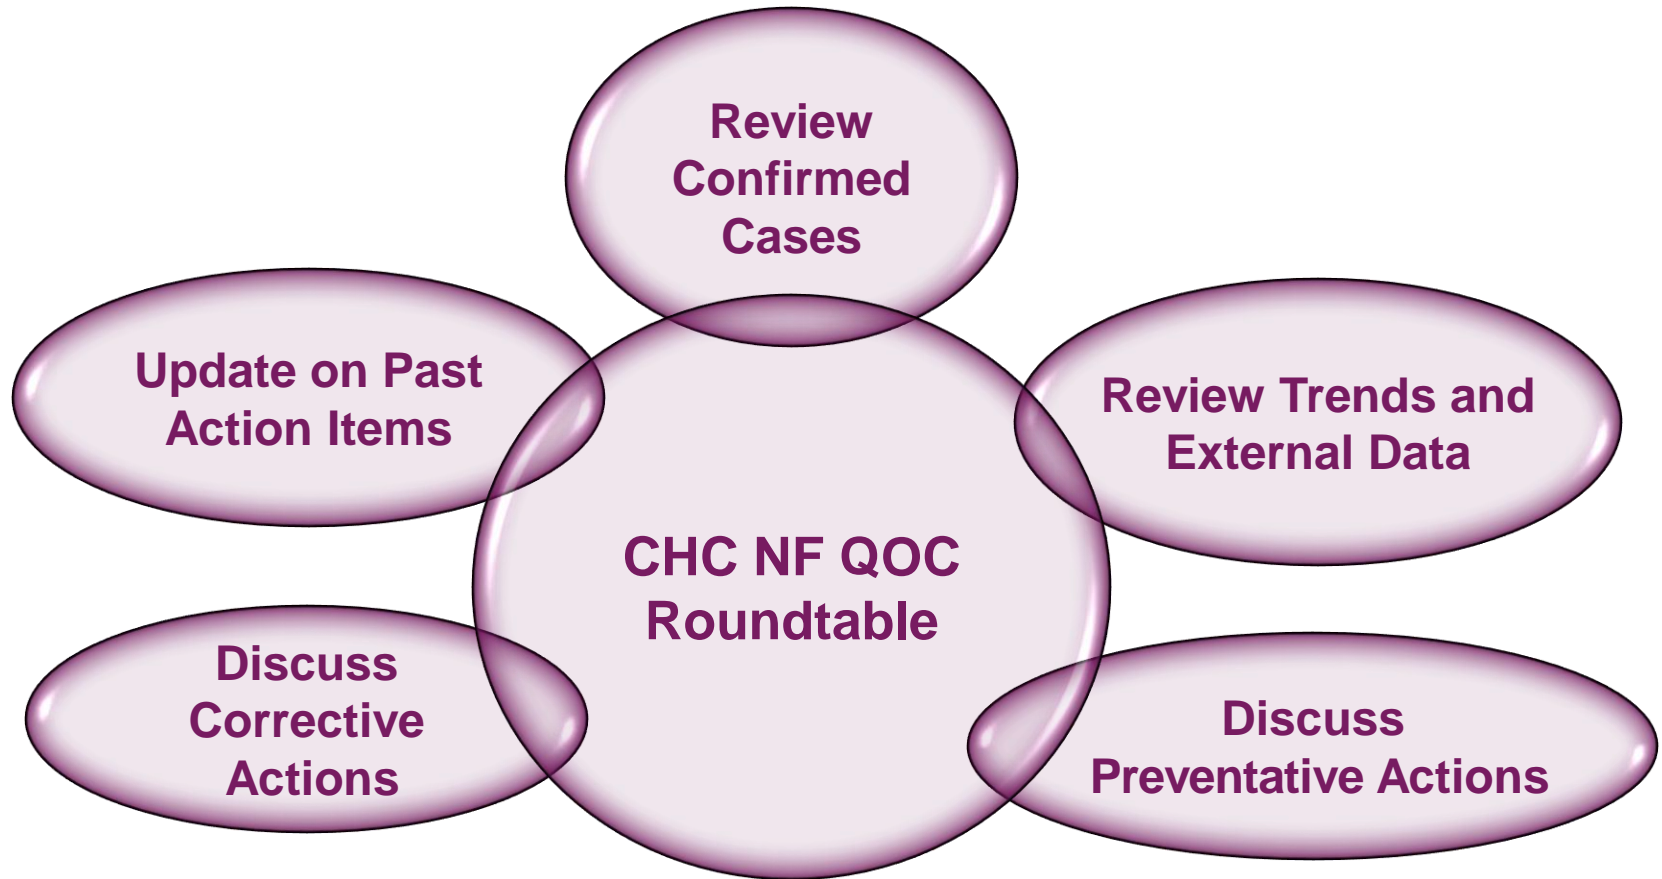 Review
Confirmed
Cases
Update on Past
Action Items
Review Trends and
External Data
CHC NF QOC
Roundtable
Discuss
Corrective
Actions
Discuss
Preventative Actions